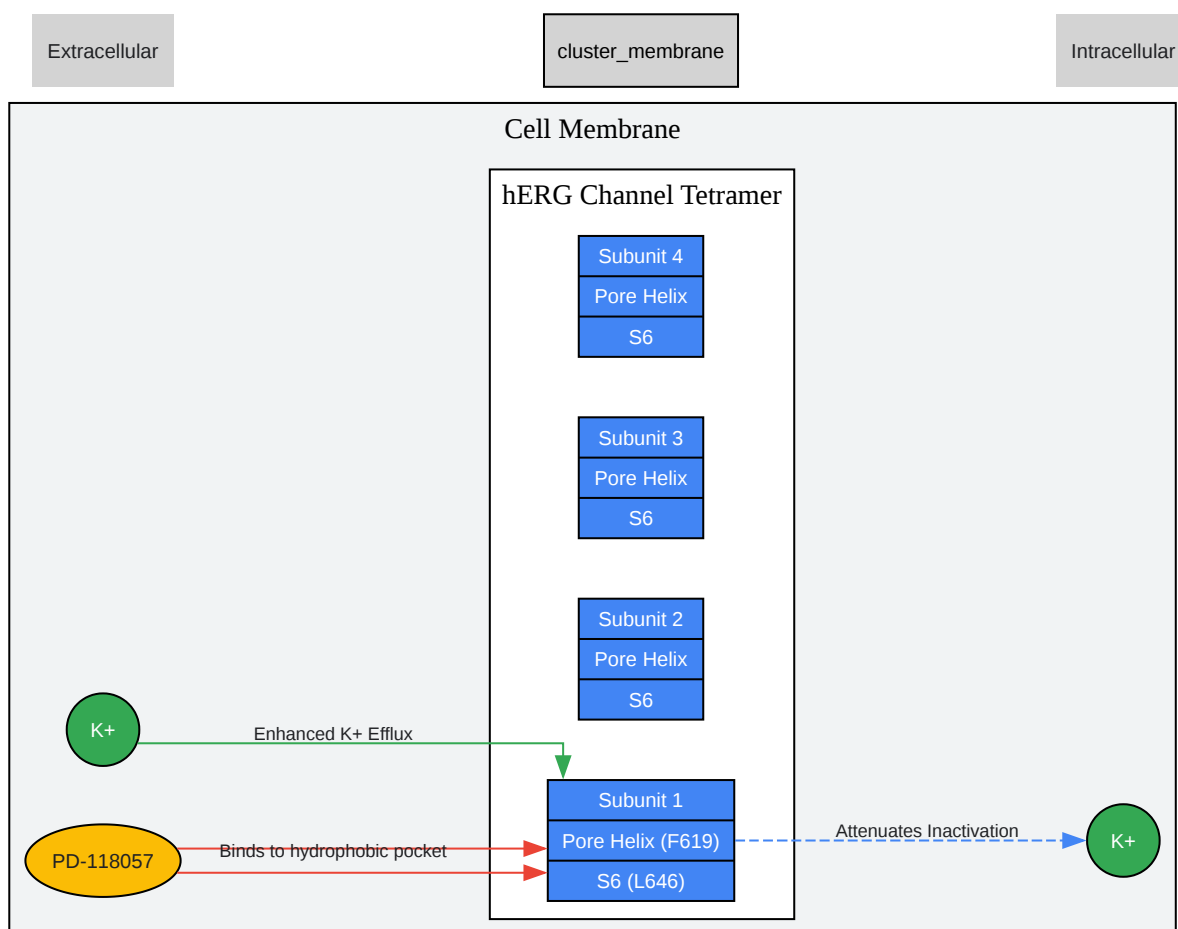 Extracellular
cluster_membrane
Intracellular
Cell Membrane
hERG Channel Tetramer
Subunit 4
Pore Helix
S6
Subunit 3
Pore Helix
S6
Subunit 2
Pore Helix
S6
K+
Enhanced K+ Efflux
Subunit 1
Pore Helix (F619)
S6 (L646)
PD-118057
Binds to hydrophobic pocket
Attenuates Inactivation
K+